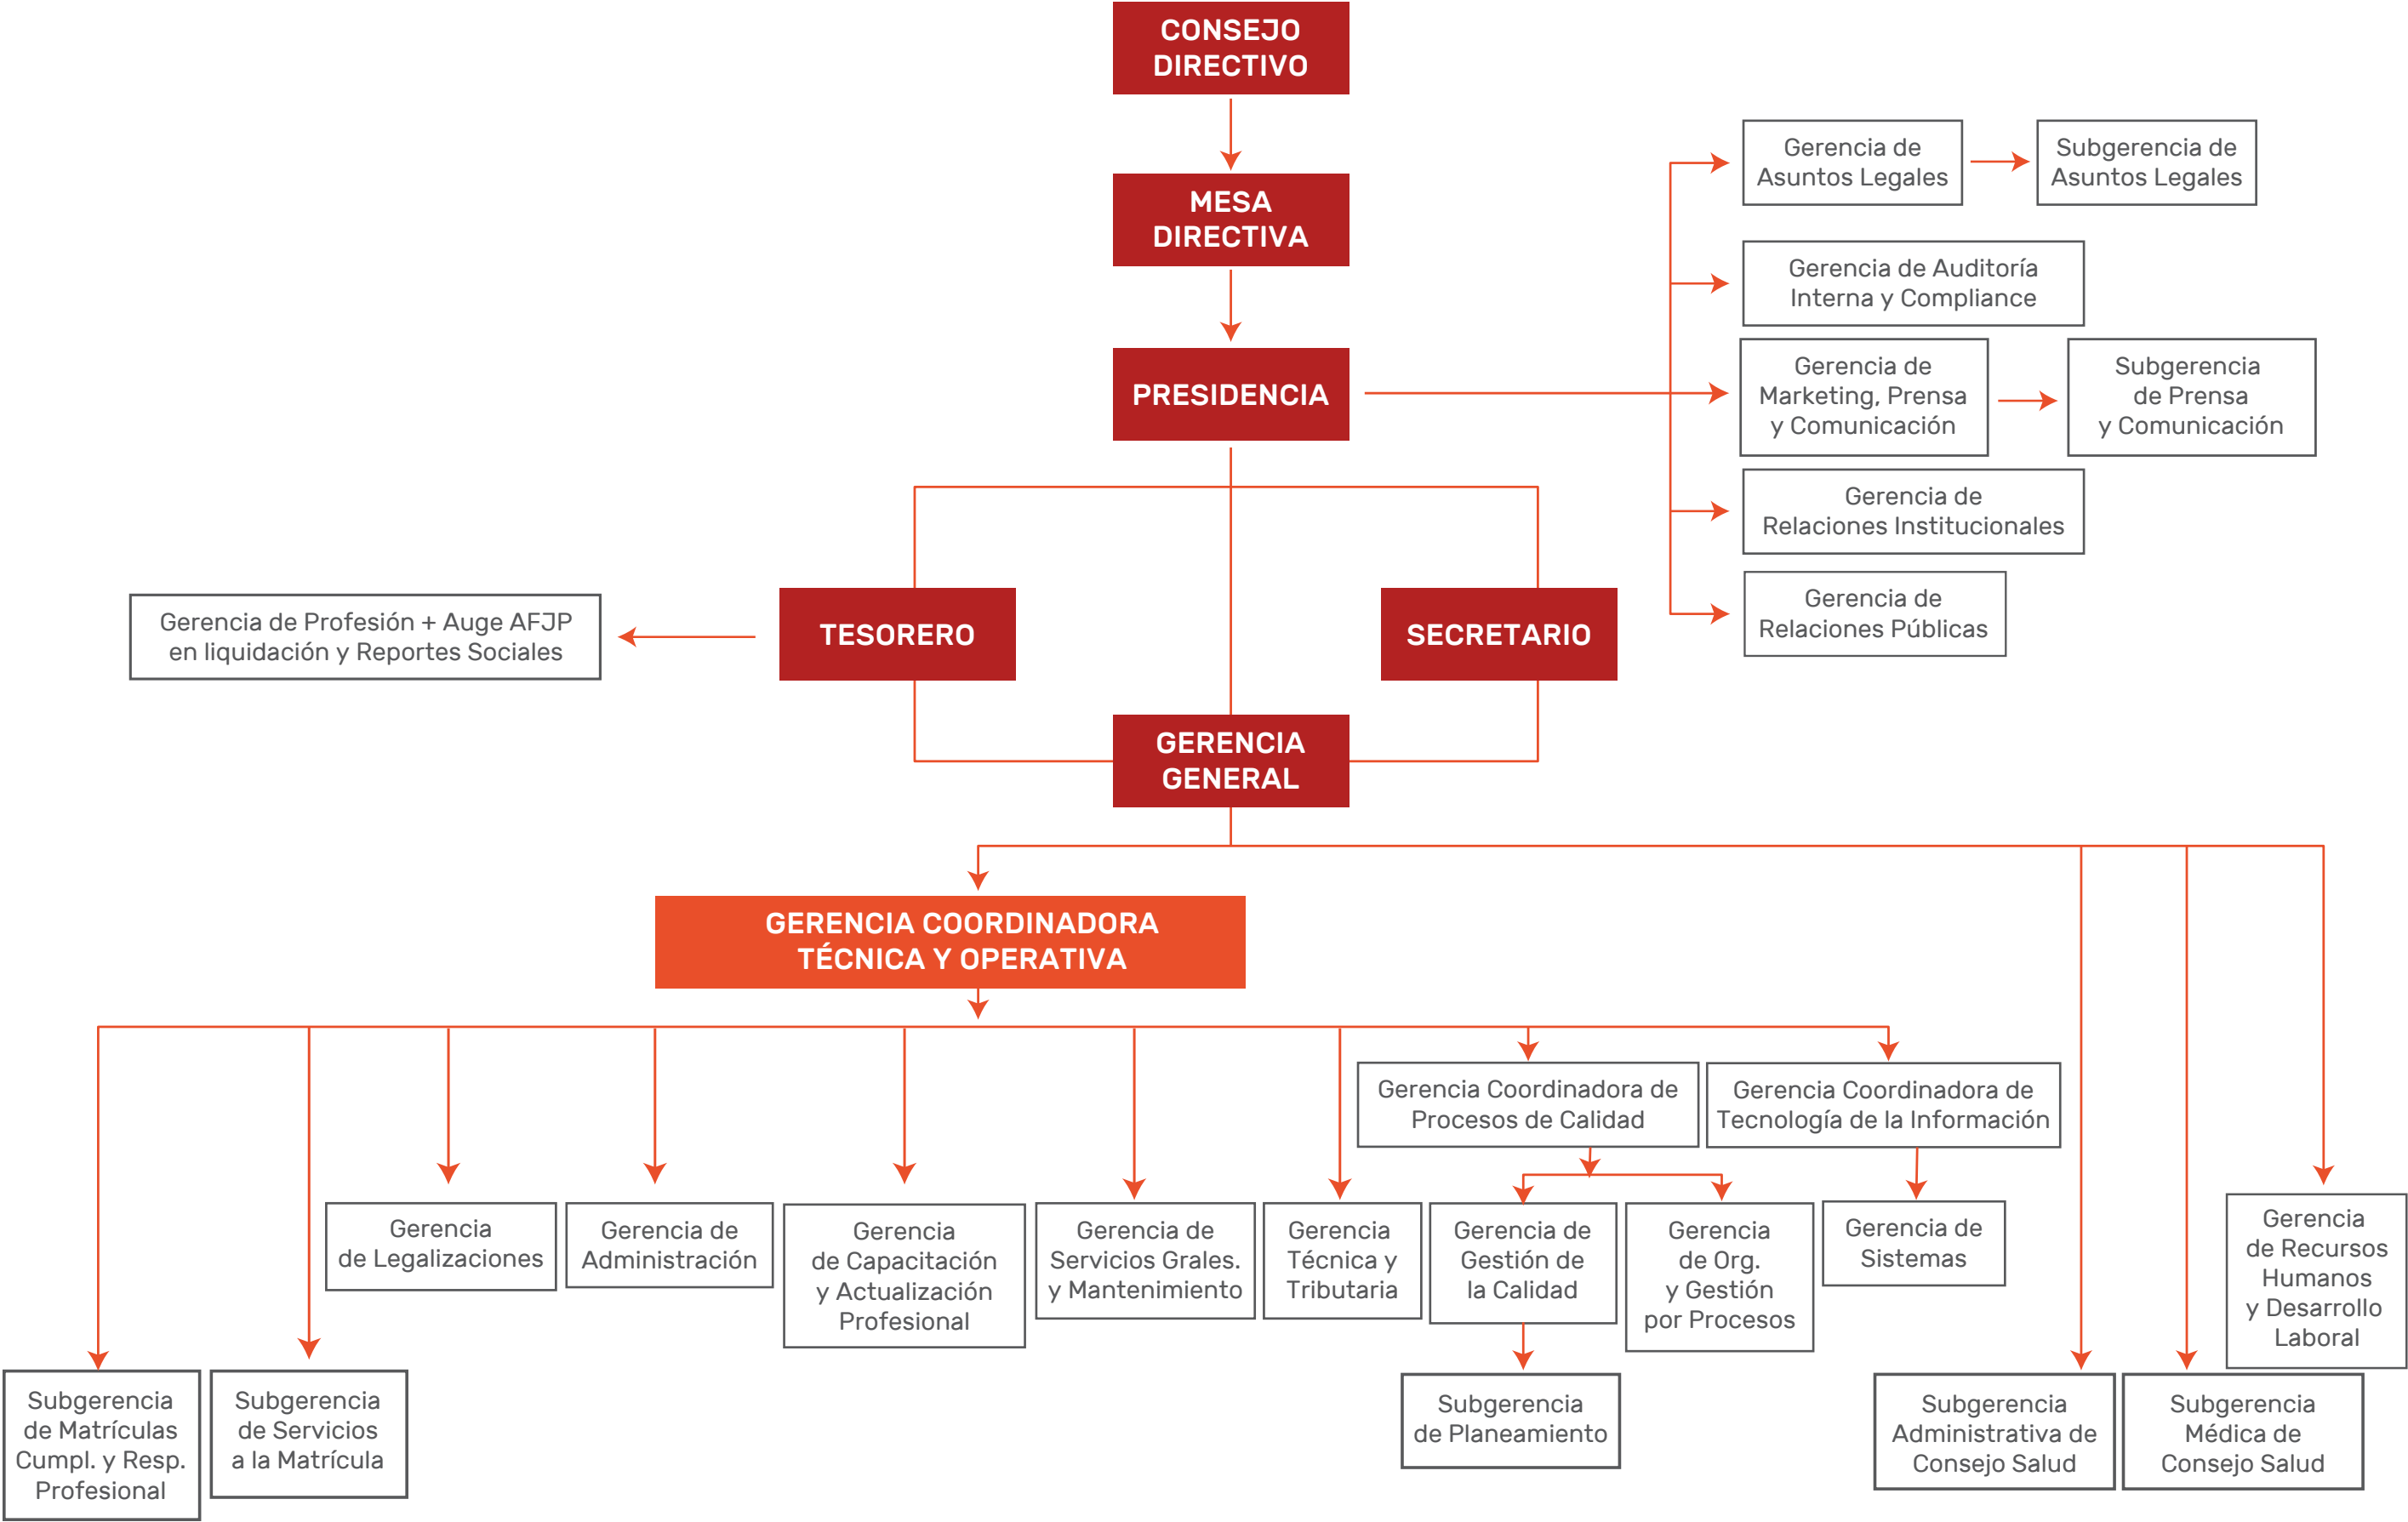 CONSEJO
DIRECTIVO
MESA
DIRECTIVA
PRESIDENCIA
Gerencia de
Asuntos Legales
Subgerencia de
Asuntos Legales
Gerencia de Auditoría
Interna y Compliance
Gerencia de
Marketing, Prensa
y Comunicación
Subgerencia
de Prensa
y Comunicación
Gerencia de
Relaciones Institucionales
Gerencia de
Relaciones Públicas
Gerencia de Profesión + Auge AFJP
en liquidación y Reportes Sociales
TESORERO
SECRETARIO
GERENCIA
GENERAL
GERENCIA COORDINADORA
TÉCNICA Y OPERATIVA
Gerencia Coordinadora de
Procesos de Calidad
Gerencia Coordinadora de
Tecnología de la Información
Gerencia
de Legalizaciones
Gerencia de
Administración
Gerencia
de Capacitación
y Actualización
Profesional
Gerencia de
Servicios Grales.
y Mantenimiento
Gerencia
Técnica y
Tributaria
Gerencia de
Gestión de
la Calidad
Gerencia
de Org.
y Gestión
por Procesos
Gerencia de
Sistemas
Gerencia
de Recursos
Humanos
y Desarrollo
Laboral
Subgerencia
de Matrículas
Cumpl. y Resp.
Profesional
Subgerencia
de Servicios
a la Matrícula
Subgerencia
de Planeamiento
Subgerencia
Administrativa de
Consejo Salud
Subgerencia
Médica de
Consejo Salud